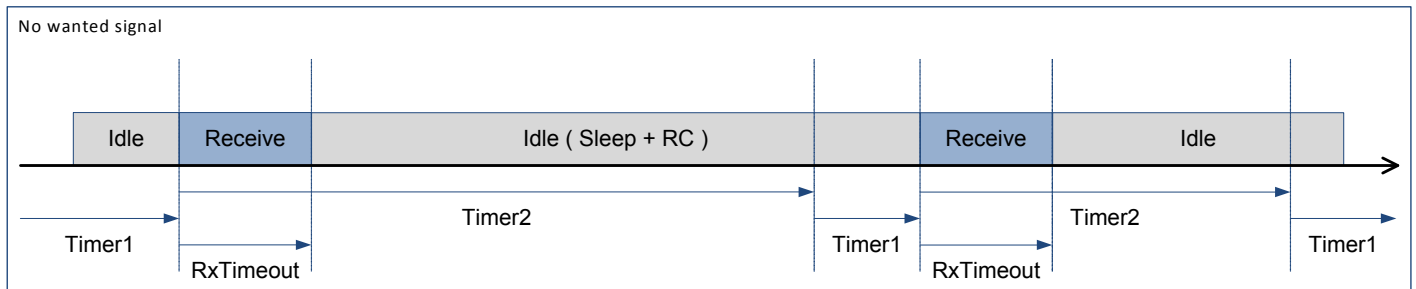 No wanted signal
Idle Receive Idle ( Sleep + RC ) Receive Idle
Timer2 Timer2
Timer1 Timer1 Timer1
RxTimeout RxTimeout